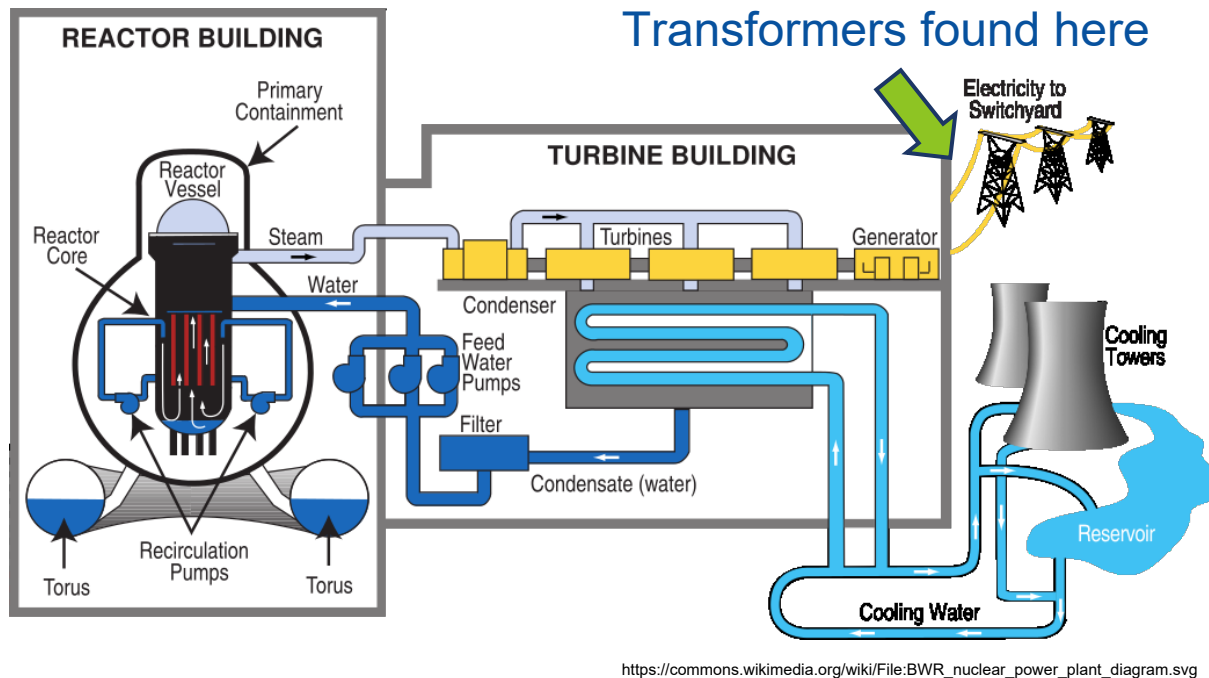 Transformers found here
REACTOR BUILDING
Primary
Containment
Electricity to
Switchyard
TURBINE BUILDING
Reactor
Vessel
Reactor
Core
Steam
Turbines
Generator
Water
Condenser
Feed
Water
Pumps
Cooling
Towers
Filter
Condensate (water)
Reservoir
Recirculation
Pumps
Torus
Torus
Cooling Water
https://commons.wikimedia.org/wiki/File:BWR_nuclear_power_plant_diagram.svg